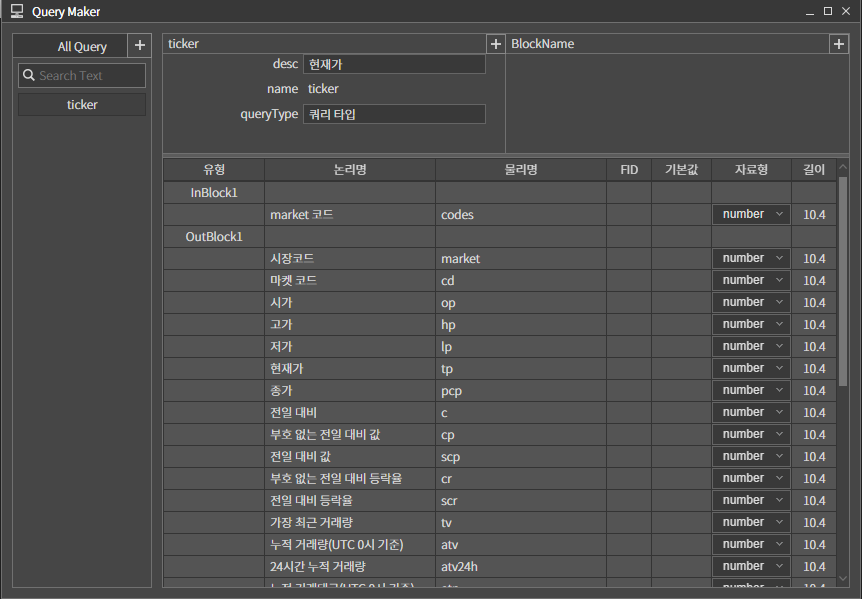 Query Maker
All Query +
Search Text
ticker
ticker +
desc 현재가
name ticker
queryType 쿼리 타입
BlockName +
유형 논리명 물리명 FID 기본값 자료형 길이
InBlock1
market 코드 codes number 10.4
OutBlock1
시장코드 market number 10.4
마켓 코드 cd number 10.4
시가 op number 10.4
고가 hp number 10.4
저가 lp number 10.4
현재가 tp number 10.4
종가 pcp number 10.4
전일 대비 c number 10.4
부호 없는 전일 대비 값 cp number 10.4
전일 대비 값 scp number 10.4
부호 없는 전일 대비 등락율 cr number 10.4
전일 대비 등락율 scr number 10.4
가장 최근 거래량 tv number 10.4
누적 거래량(UTC 0시 기준) atv number 10.4
24시간 누적 거래량 atv24h number 10.4